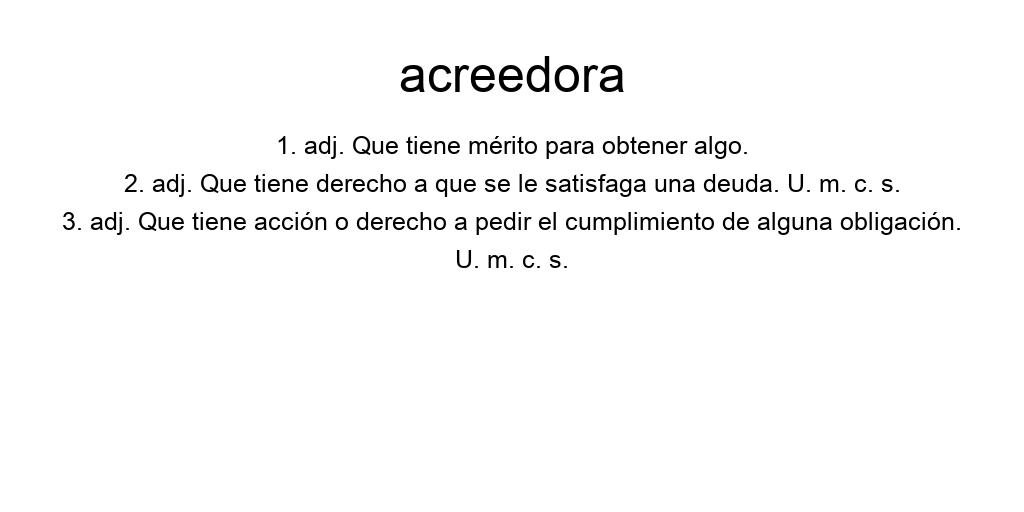 acreedora
1. adj. Que tiene mérito para obtener algo.
2. adj. Que tiene derecho a que se le satisfaga una deuda. U. m. c. s.
3. adj. Que tiene acción o derecho a pedir el cumplimiento de alguna obligación.
U. m. c. s.